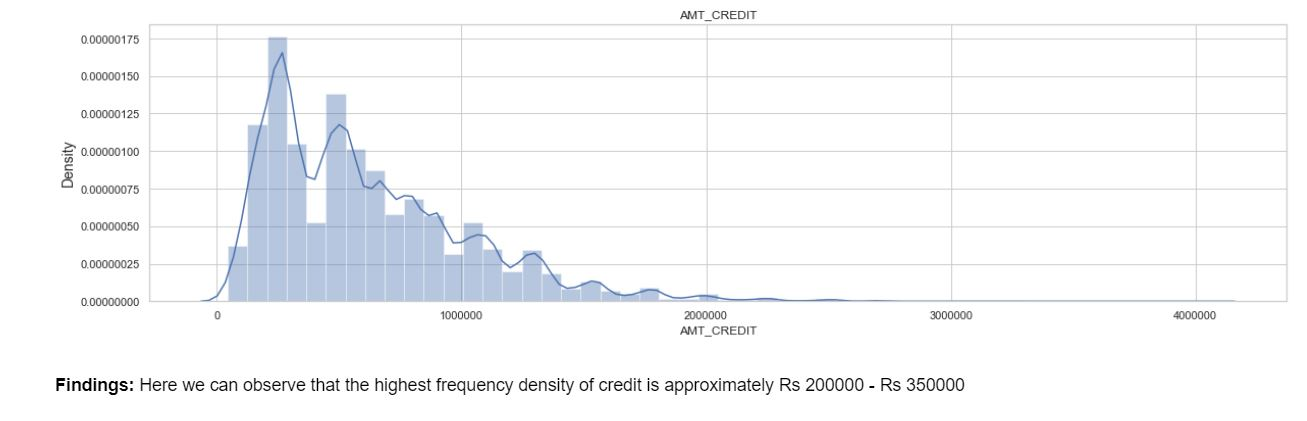 AMT_CREDIT
0.00000175
0.00000150
0.00000125
0.00000100
0.00000075
0.00000050
0.00000025
0.00000000
Density
0 1000000 2000000 3000000 4000000
AMT_CREDIT
Findings: Here we can observe that the highest frequency density of credit is approximately Rs 200000 - Rs 350000